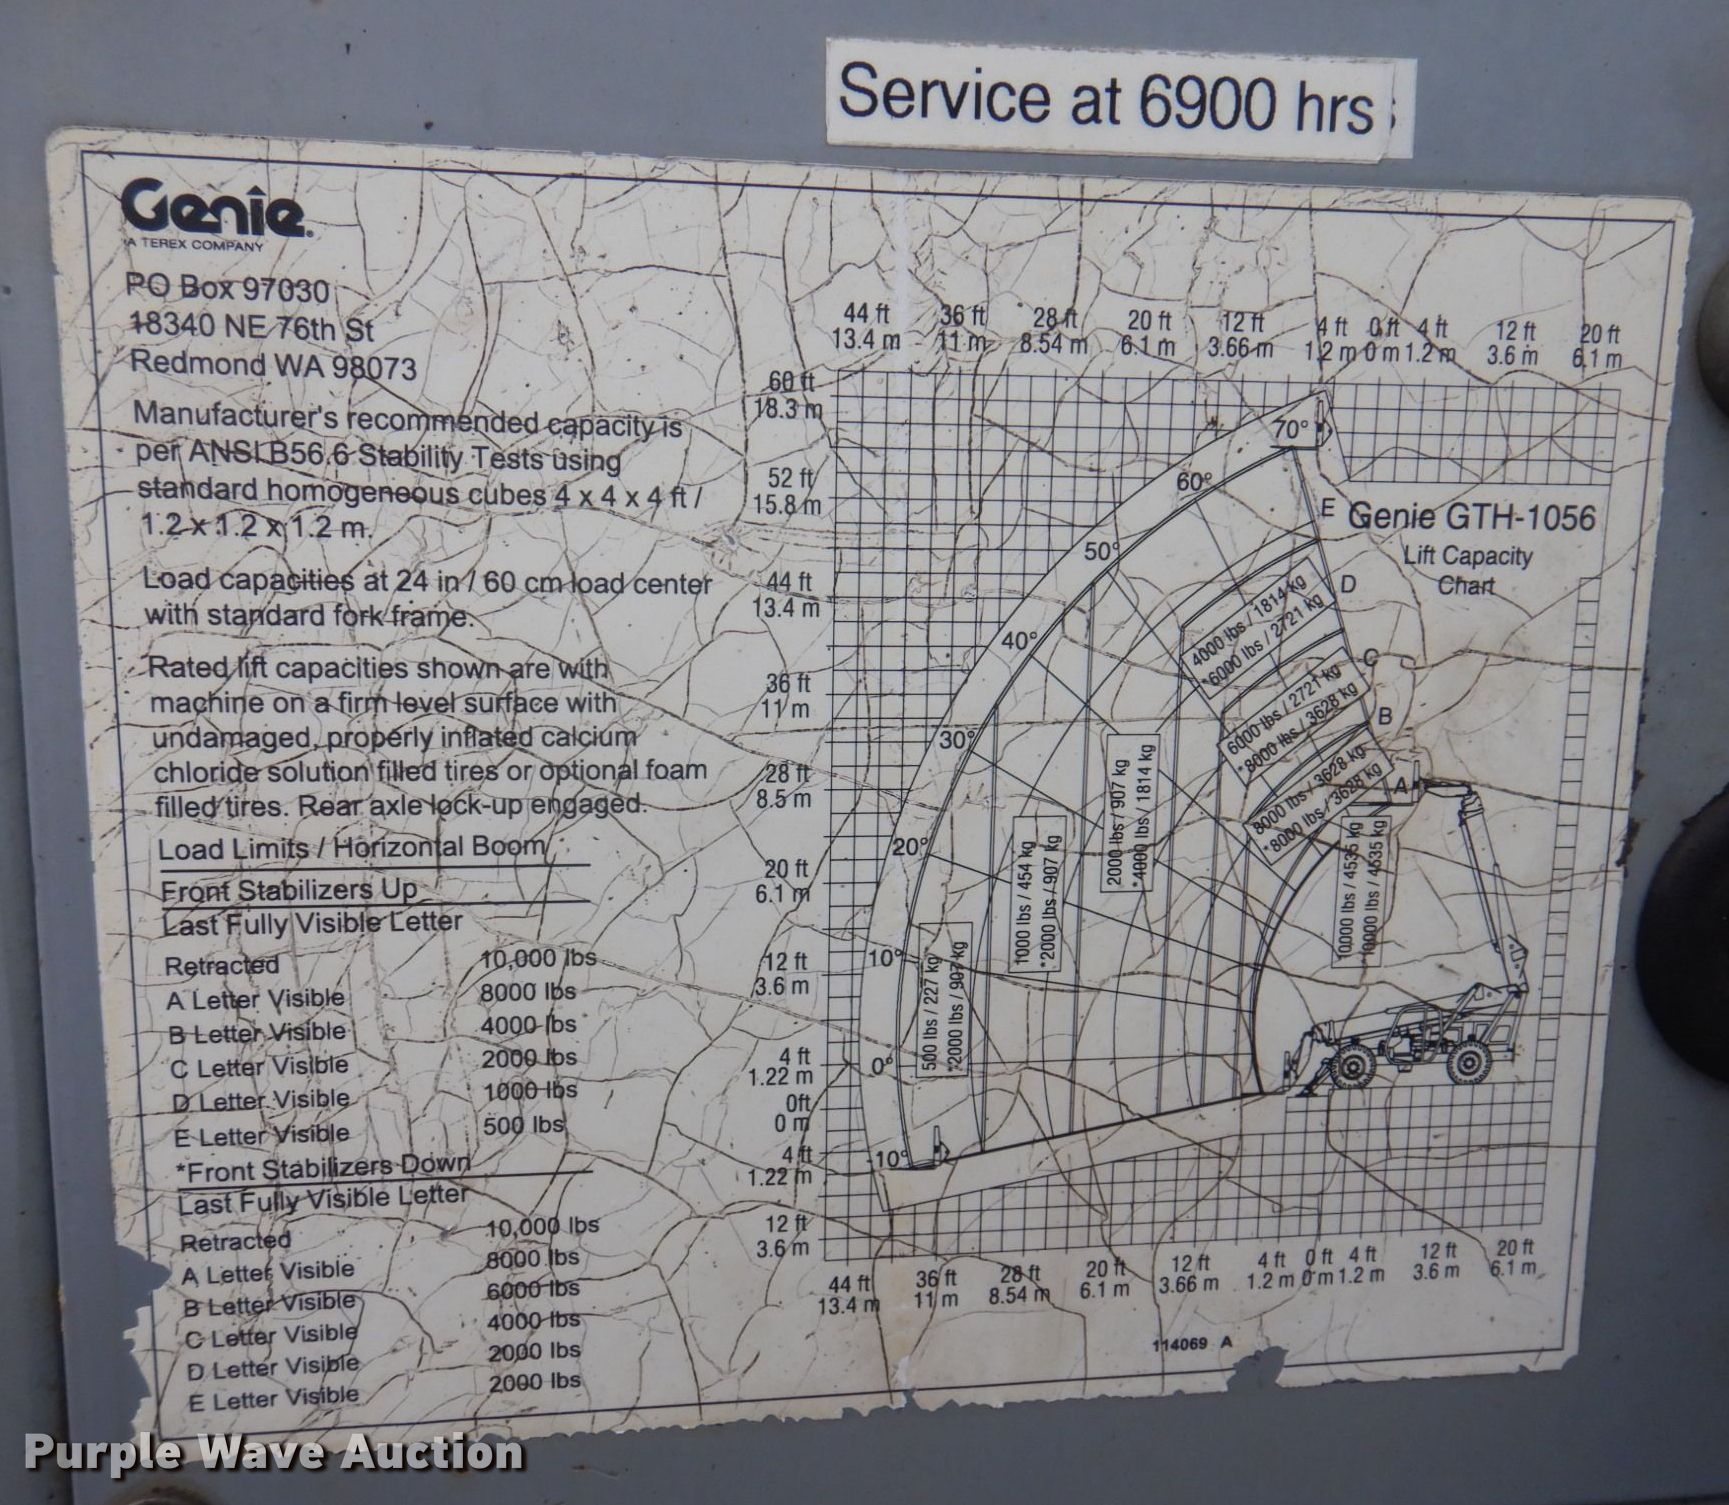 Service at 6900 hrs
Genie®
A TEREX COMPANY
PO Box 97030
18340 NE 76th St
Redmond WA 98073
Manufacturer's recommended capacity is
per ANSI B56.6 Stability Tests using
standard homogeneous cubes 4 x 4 x 4 ft /
1.2 x 1.2 x 1.2 m.
Load capacities at 24 in / 60 cm load center
with standard fork frame.
Rated lift capacities shown are with
machine on a firm level surface with
undamaged, properly inflated calcium
chloride solution filled tires or optional foam
filled tires. Rear axle lock-up engaged.
Load Limits / Horizontal Boom
Front Stabilizers Up
Last Fully Visible Letter
Retracted 10,000 lbs
A Letter Visible 8000 lbs
B Letter Visible 4000 lbs
C Letter Visible 2000 lbs
D Letter Visible 1000 lbs
E Letter Visible 500 lbs
*Front Stabilizers Down
Last Fully Visible Letter
Retracted 10,000 lbs
A Letter Visible 8000 lbs
B Letter Visible 6000 lbs
C Letter Visible 4000 lbs
D Letter Visible 2000 lbs
E Letter Visible 2000 lbs
44 ft 36 ft 28 ft 20 ft 12 ft 4 ft 0 ft 4 ft 12 ft 20 ft
13.4 m 11 m 8.54 m 6.1 m 3.66 m 1.2 m 0 m 1.2 m 3.6 m 6.1 m
60 ft
18.3 m
52 ft
15.8 m
44 ft
13.4 m
36 ft
11 m
28 ft
8.5 m
20 ft
6.1 m
12 ft
3.6 m
4 ft
1.22 m
0ft
0 m
4 ft
1.22 m
12 ft
3.6 m
70°
60°
50°
40°
30°
20°
10°
0°
-10°
E
D
C
B
A
Genie GTH-1056
Lift Capacity
Chart
4000 lbs / 1814 kg
*6000 lbs / 2721 kg
6000 lbs / 2721 kg
*8000 lbs / 3628 kg
8000 lbs / 3628 kg
*8000 lbs / 3628 kg
10,000 lbs / 4535 kg
*10000 lbs / 4535 kg
2000 lbs / 907 kg
*4000 lbs / 1814 kg
1000 lbs / 454 kg
*2000 lbs / 907 kg
500 lbs / 227 kg
*2000 lbs / 907 kg
44 ft 36 ft 28 ft 20 ft 12 ft 4 ft 0 ft 4 ft 12 ft 20 ft
13.4 m 11 m 8.54 m 6.1 m 3.66 m 1.2 m 0 m 1.2 m 3.6 m 6.1 m
114069 A
Purple Wave Auction